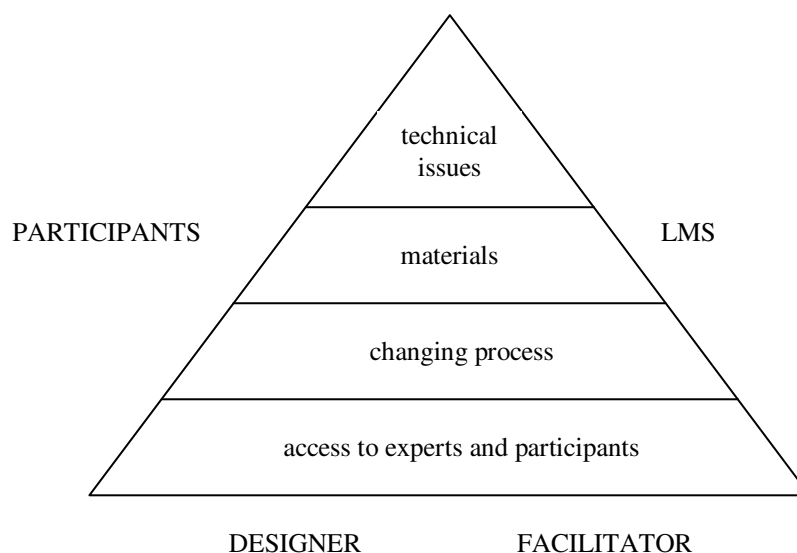 technical
issues
PARTICIPANTS
LMS
materials
changing process
access to experts and participants
DESIGNER
FACILITATOR